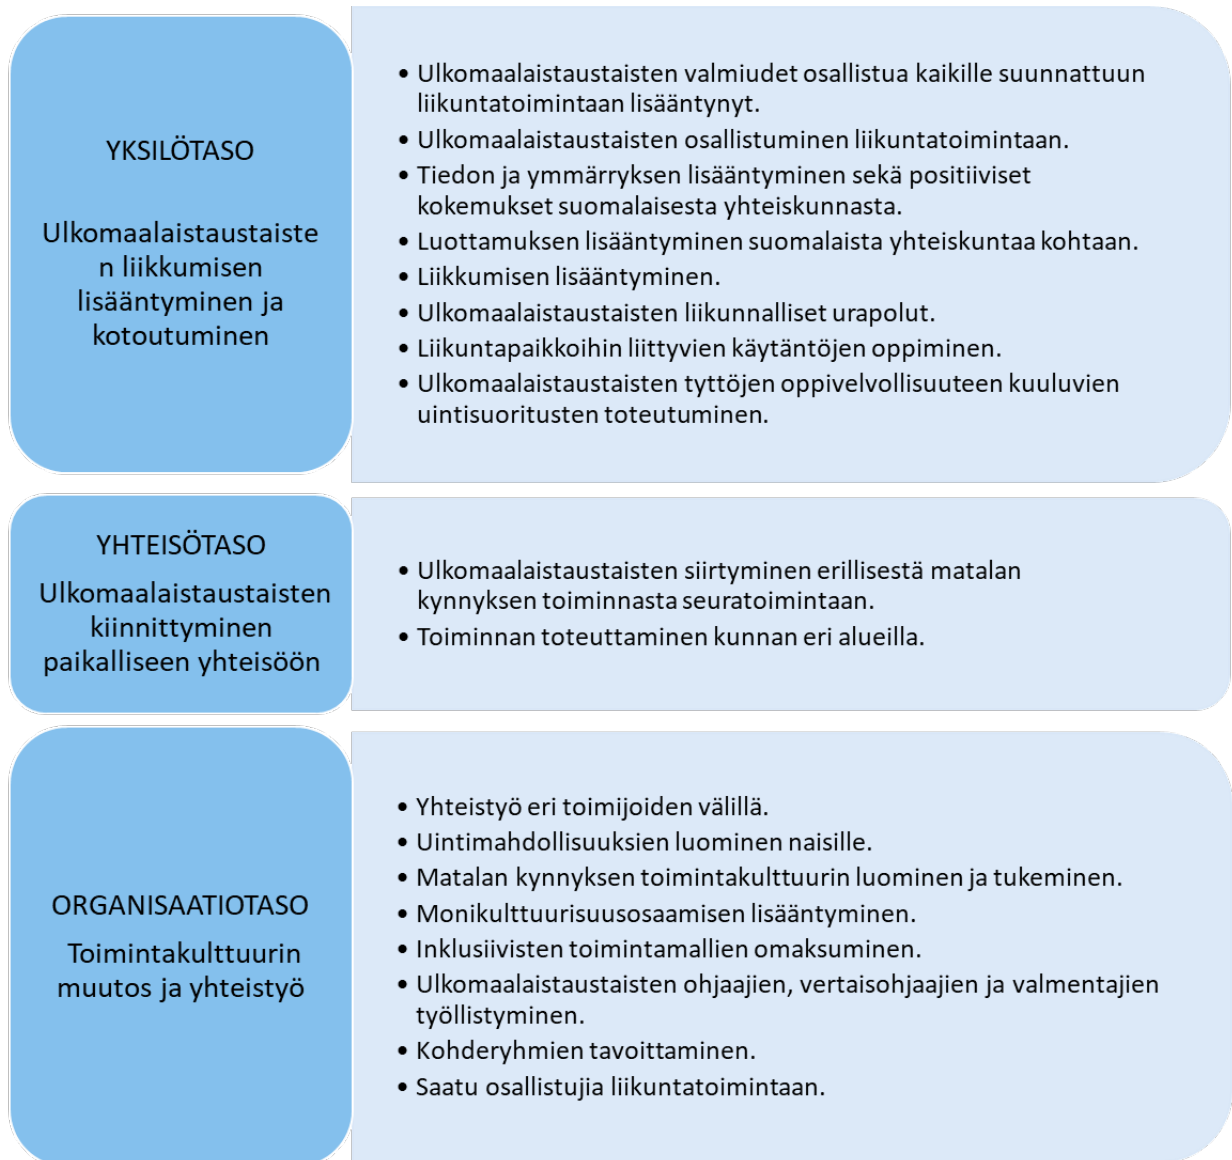 YKSILÖTASO
Ulkomaalaistaustaiste
n liikkumisen
lisääntyminen ja
kotoutuminen
• Ulkomaalaistaustaisten valmiudet osallistua kaikille suunnattuun
liikuntatoimintaan lisääntynyt.
• Ulkomaalaistaustaisten osallistuminen liikuntatoimintaan.
• Tiedon ja ymmärryksen lisääntyminen sekä positiiviset
kokemukset suomalaisesta yhteiskunnasta.
• Luottamuksen lisääntyminen suomalaista yhteiskuntaa kohtaan.
• Liikkumisen lisääntyminen.
• Ulkomaalaistaustaisten liikunnalliset urapolut.
• Liikuntapaikkoihin liittyvien käytäntöjen oppiminen.
• Ulkomaalaistaustaisten tyttöjen oppivelvollisuuteen kuuluvien
uintisuoritusten toteutuminen.
YHTEISÖTASO
Ulkomaalaistaustaisten
kiinnittyminen
paikalliseen yhteisöön
• Ulkomaalaistaustaisten siirtyminen erillisestä matalan
kynnyksen toiminnasta seuratoimintaan.
• Toiminnan toteuttaminen kunnan eri alueilla.
ORGANISAATIOTASO
Toimintakulttuurin
muutos ja yhteistyö
• Yhteistyö eri toimijoiden välillä.
• Uintimahdollisuuksien luominen naisille.
• Matalan kynnyksen toimintakulttuurin luominen ja tukeminen.
• Monikulttuurisuusosaamisen lisääntyminen.
• Inklusiivisten toimintamallien omaksuminen.
• Ulkomaalaistaustaisten ohjaajien, vertaisohjaajien ja valmentajien
työllistyminen.
• Kohderyhmien tavoittaminen.
• Saatu osallistujia liikuntatoimintaan.